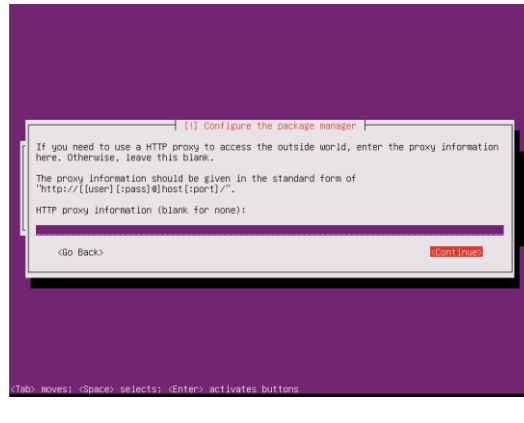 [!] Configure the package manager
If you need to use a HTTP proxy to access the outside world, enter the proxy information
here. Otherwise, leave this blank.
The proxy information should be given in the standard form of
"http://[[user][:pass]@]host[:port]/".
HTTP proxy information (blank for none):
<Go Back>
<Continue>
<Tab> moves; <Space> selects; <Enter> activates buttons